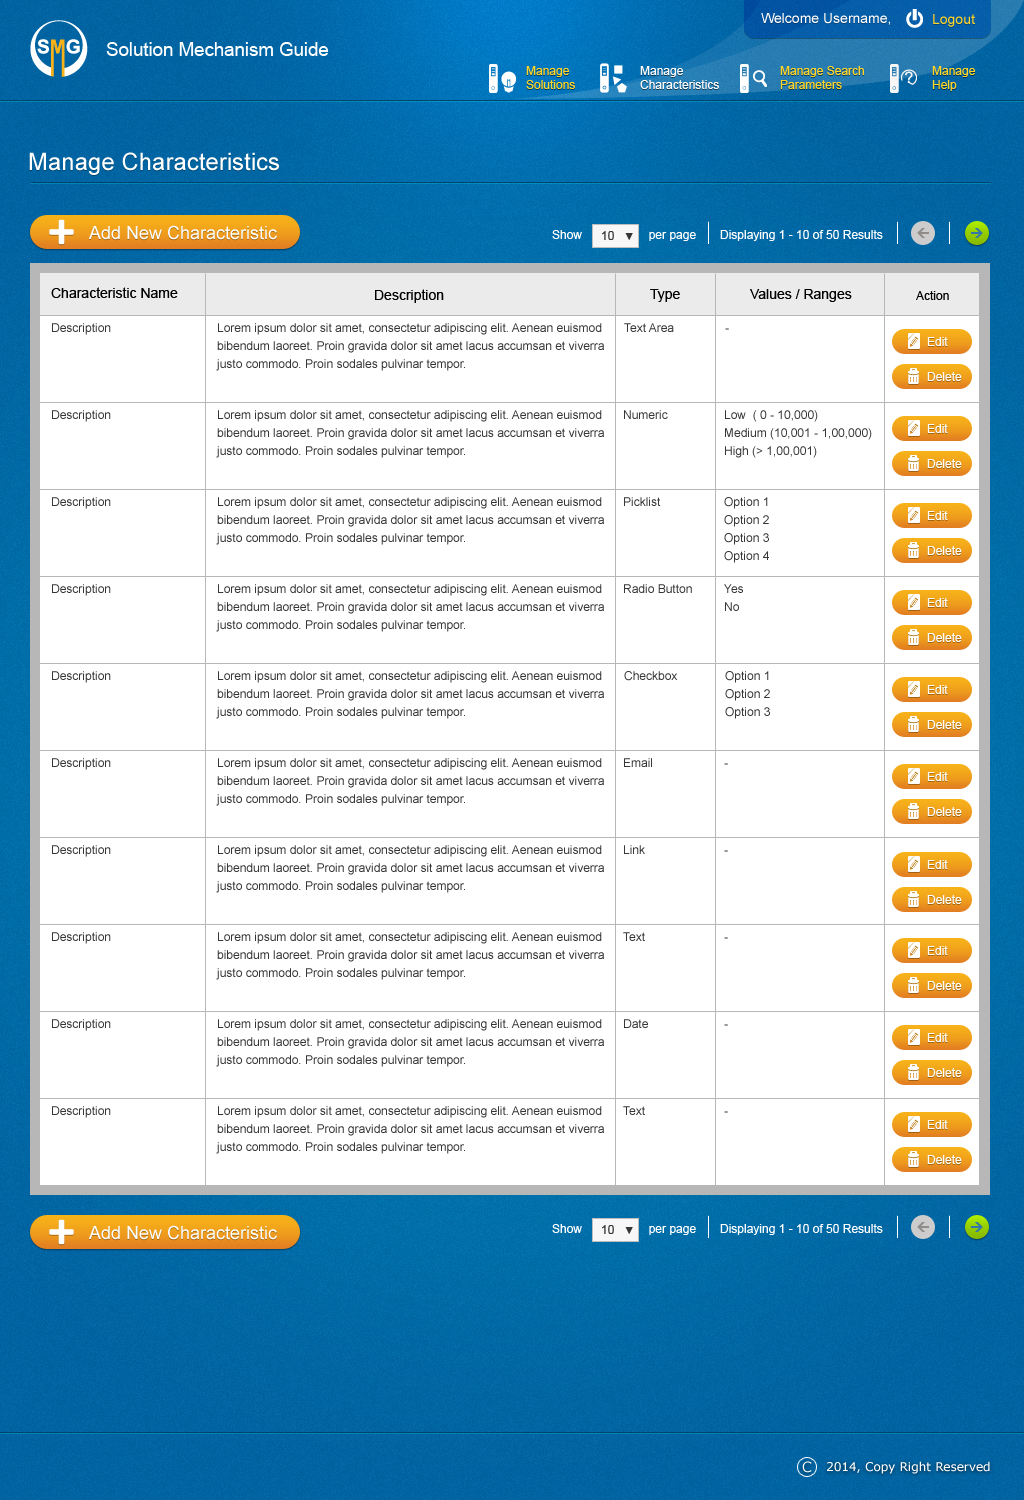 Welcome Username,
Logout
SMG
Solution Mechanism Guide
Manage Solutions
Manage Characteristics
Manage Search Parameters
Manage Help
Manage Characteristics
Add New Characteristic
Show 10 per page
Displaying 1 - 10 of 50 Results
Characteristic Name
Description
Type
Values / Ranges
Action
Description
Lorem ipsum dolor sit amet, consectetur adipiscing elit. Aenean euismod
bibendum laoreet. Proin gravida dolor sit amet lacus accumsan et viverra
justo commodo. Proin sodales pulvinar tempor.
Text Area
-
Edit
Delete
Description
Lorem ipsum dolor sit amet, consectetur adipiscing elit. Aenean euismod
bibendum laoreet. Proin gravida dolor sit amet lacus accumsan et viverra
justo commodo. Proin sodales pulvinar tempor.
Numeric
Low ( 0 - 10,000)
Medium (10,001 - 1,00,000)
High (> 1,00,001)
Edit
Delete
Description
Lorem ipsum dolor sit amet, consectetur adipiscing elit. Aenean euismod
bibendum laoreet. Proin gravida dolor sit amet lacus accumsan et viverra
justo commodo. Proin sodales pulvinar tempor.
Picklist
Option 1
Option 2
Option 3
Option 4
Edit
Delete
Description
Lorem ipsum dolor sit amet, consectetur adipiscing elit. Aenean euismod
bibendum laoreet. Proin gravida dolor sit amet lacus accumsan et viverra
justo commodo. Proin sodales pulvinar tempor.
Radio Button
Yes
No
Edit
Delete
Description
Lorem ipsum dolor sit amet, consectetur adipiscing elit. Aenean euismod
bibendum laoreet. Proin gravida dolor sit amet lacus accumsan et viverra
justo commodo. Proin sodales pulvinar tempor.
Checkbox
Option 1
Option 2
Option 3
Edit
Delete
Description
Lorem ipsum dolor sit amet, consectetur adipiscing elit. Aenean euismod
bibendum laoreet. Proin gravida dolor sit amet lacus accumsan et viverra
justo commodo. Proin sodales pulvinar tempor.
Email
-
Edit
Delete
Description
Lorem ipsum dolor sit amet, consectetur adipiscing elit. Aenean euismod
bibendum laoreet. Proin gravida dolor sit amet lacus accumsan et viverra
justo commodo. Proin sodales pulvinar tempor.
Link
-
Edit
Delete
Description
Lorem ipsum dolor sit amet, consectetur adipiscing elit. Aenean euismod
bibendum laoreet. Proin gravida dolor sit amet lacus accumsan et viverra
justo commodo. Proin sodales pulvinar tempor.
Text
-
Edit
Delete
Description
Lorem ipsum dolor sit amet, consectetur adipiscing elit. Aenean euismod
bibendum laoreet. Proin gravida dolor sit amet lacus accumsan et viverra
justo commodo. Proin sodales pulvinar tempor.
Date
-
Edit
Delete
Description
Lorem ipsum dolor sit amet, consectetur adipiscing elit. Aenean euismod
bibendum laoreet. Proin gravida dolor sit amet lacus accumsan et viverra
justo commodo. Proin sodales pulvinar tempor.
Text
-
Edit
Delete
Add New Characteristic
Show 10 per page
Displaying 1 - 10 of 50 Results
© 2014, Copy Right Reserved